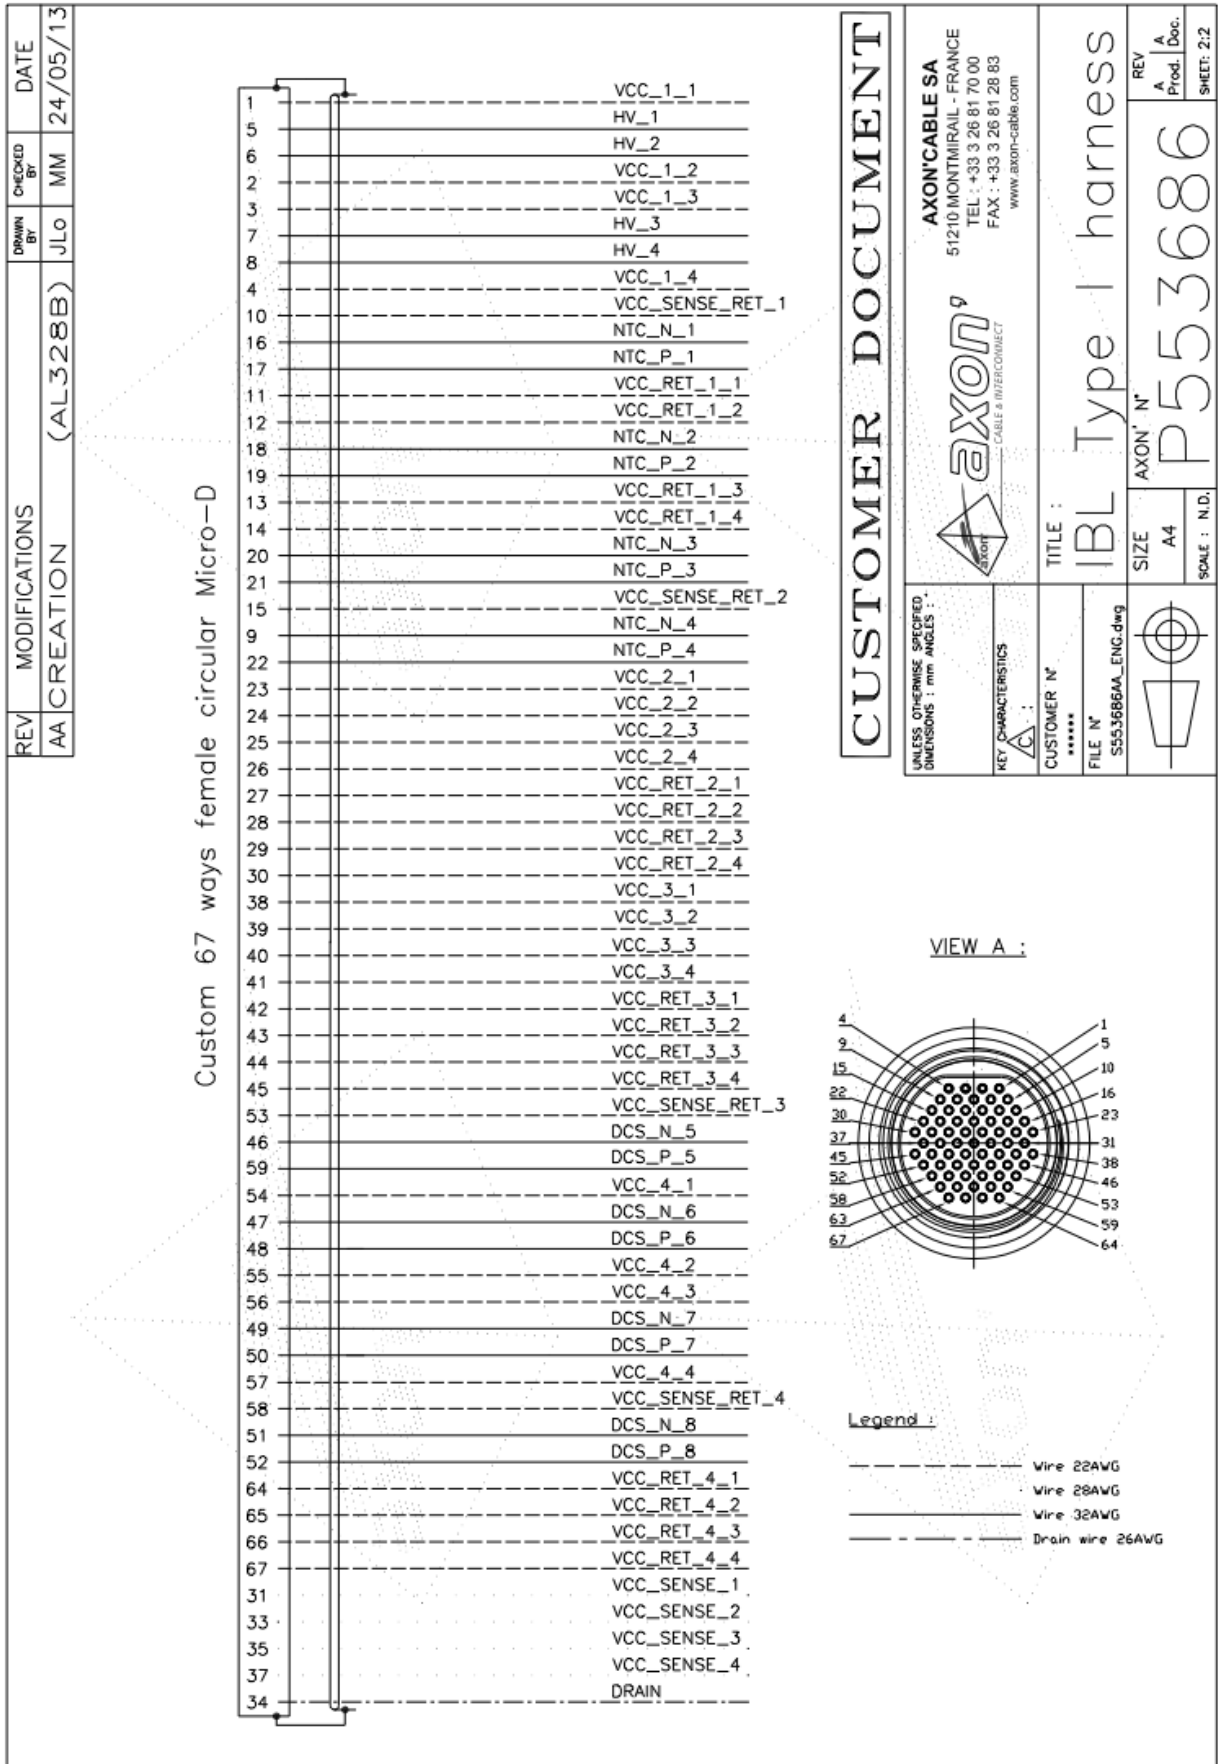 REV MODIFICATIONS DRAWN BY CHECKED BY DATE
AA CREATION (AL328B) JLo MM 24/05/13
Custom 67 ways female circular Micro-D
1 VCC_1_1
5 HV_1
6 HV_2
2 VCC_1_2
3 VCC_1_3
7 HV_3
8 HV_4
4 VCC_1_4
10 VCC_SENSE_RET_1
16 NTC_N_1
17 NTC_P_1
11 VCC_RET_1_1
12 VCC_RET_1_2
18 NTC_N_2
19 NTC_P_2
13 VCC_RET_1_3
14 VCC_RET_1_4
20 NTC_N_3
21 NTC_P_3
15 VCC_SENSE_RET_2
9 NTC_N_4
22 NTC_P_4
23 VCC_2_1
24 VCC_2_2
25 VCC_2_3
26 VCC_2_4
27 VCC_RET_2_1
28 VCC_RET_2_2
29 VCC_RET_2_3
30 VCC_RET_2_4
38 VCC_3_1
39 VCC_3_2
40 VCC_3_3
41 VCC_3_4
42 VCC_RET_3_1
43 VCC_RET_3_2
44 VCC_RET_3_3
45 VCC_RET_3_4
53 VCC_SENSE_RET_3
46 DCS_N_5
59 DCS_P_5
54 VCC_4_1
47 DCS_N_6
48 DCS_P_6
55 VCC_4_2
56 VCC_4_3
49 DCS_N_7
50 DCS_P_7
57 VCC_4_4
58 VCC_SENSE_RET_4
51 DCS_N_8
52 DCS_P_8
64 VCC_RET_4_1
65 VCC_RET_4_2
66 VCC_RET_4_3
67 VCC_RET_4_4
31 VCC_SENSE_1
33 VCC_SENSE_2
35 VCC_SENSE_3
37 VCC_SENSE_4
34 DRAIN
CUSTOMER DOCUMENT
UNLESS OTHERWISE SPECIFIED
DIMENSIONS : mm ANGLES : °
KEY CHARACTERISTICS
C :
CUSTOMER N°
******
FILE N°
S553686AA_ENG.dwg
axon
axon'
CABLE & INTERCONNECT
AXON'CABLE SA
51210 MONTMIRAIL - FRANCE
TEL : +33 3 26 81 70 00
FAX : +33 3 26 81 28 83
www.axon-cable.com
TITLE :
IBL Type I harness
SIZE
A4
SCALE : N.D.
AXON' N°
P553686
REV
A A
Prod. Doc.
SHEET: 2:2
VIEW A :
4
9
15
22
30
37
45
52
58
63
67
1
5
10
16
23
31
38
46
53
59
64
Legend :
Wire 22AWG
Wire 28AWG
Wire 32AWG
Drain wire 26AWG